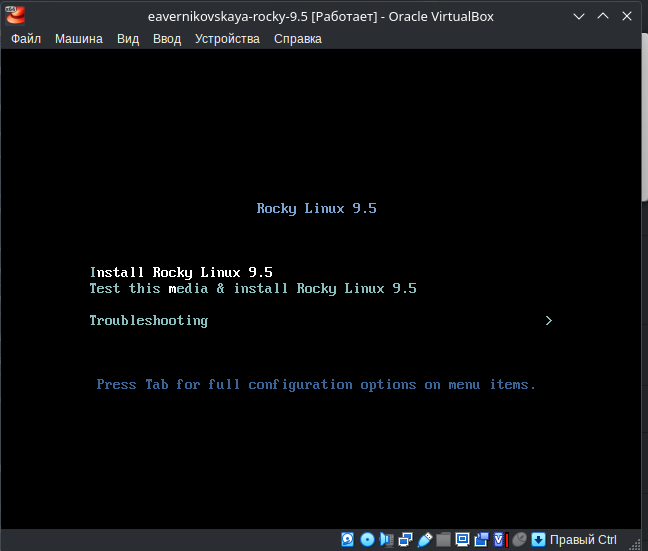 eavernikovskaya-rocky-9.5 [Работает] - Oracle VirtualBox
Файл Машина Вид Ввод Устройства Справка
Rocky Linux 9.5
Install Rocky Linux 9.5
Test this media & install Rocky Linux 9.5
Troubleshooting >
Press Tab for full configuration options on menu items.
Правый Ctrl